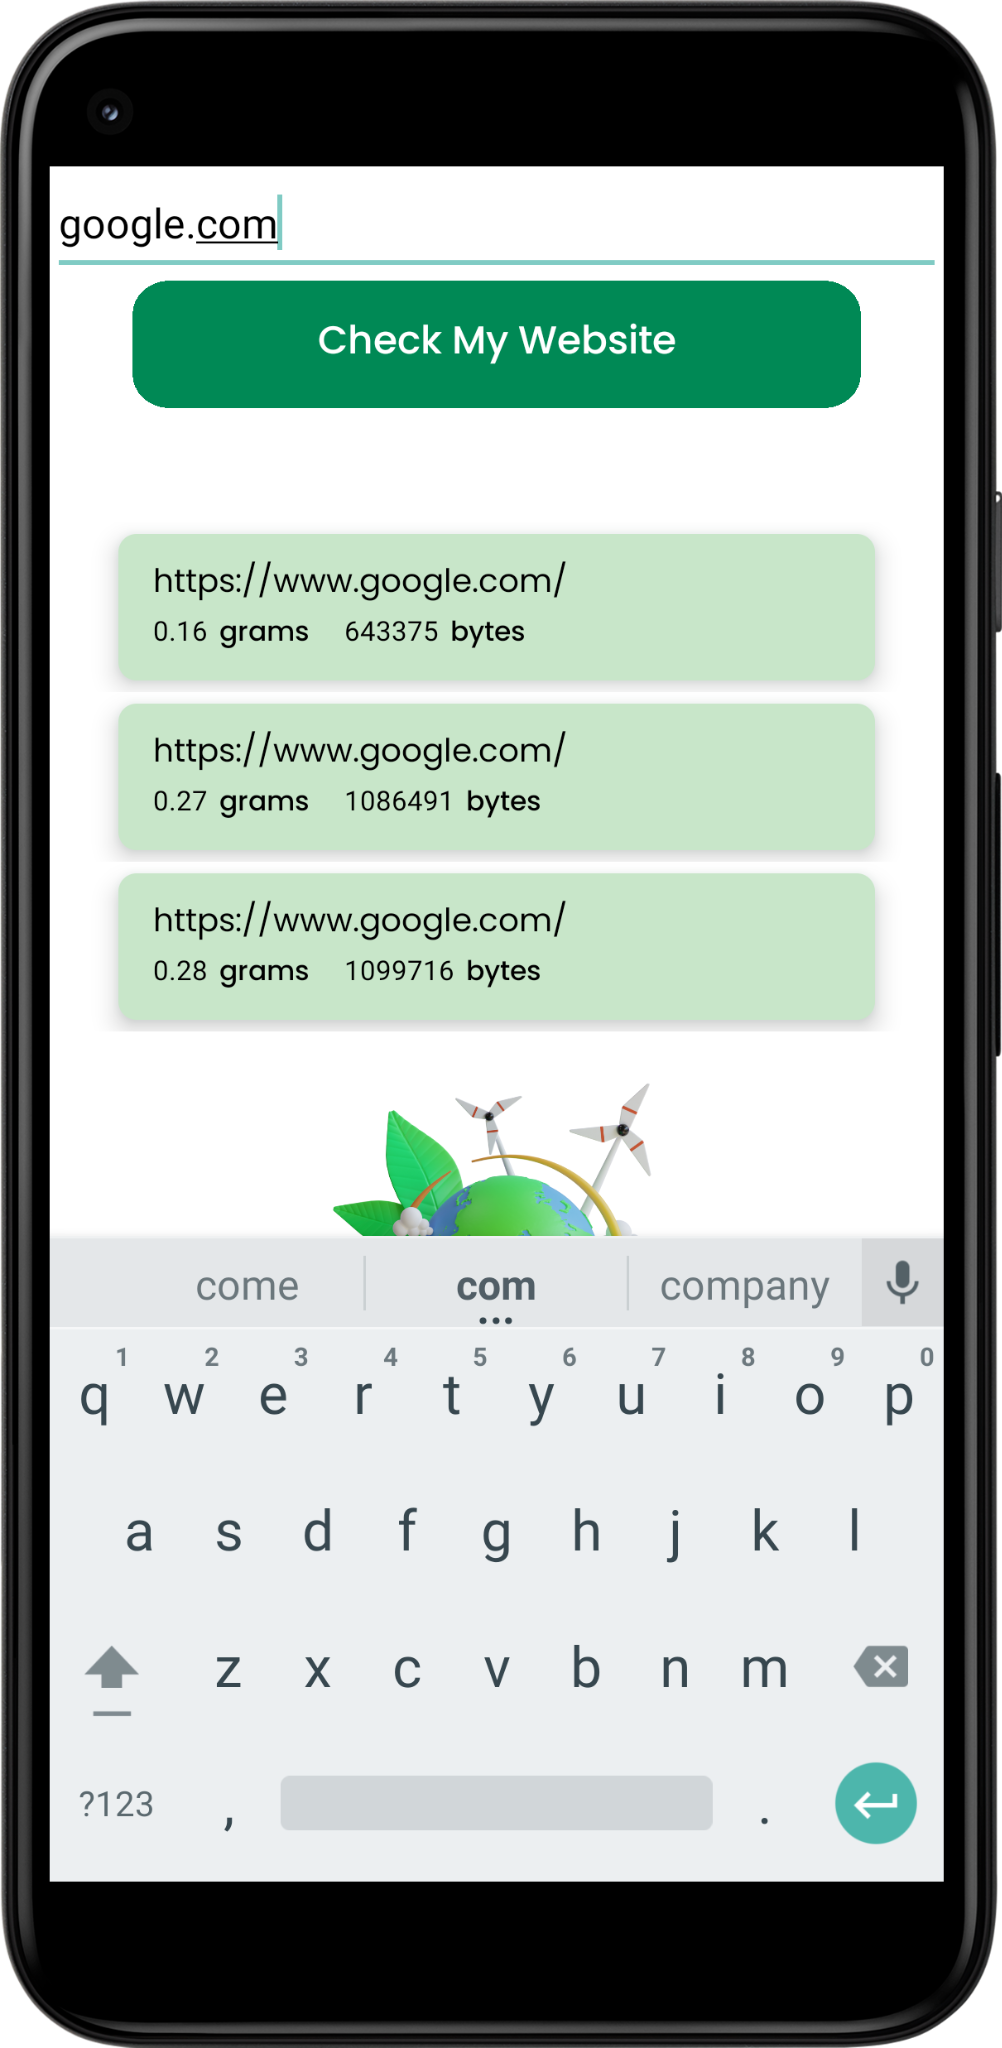 google.com
Check My Website
https://www.google.com/
0.16 grams 643375 bytes
https://www.google.com/
0.27 grams 1086491 bytes
https://www.google.com/
0.28 grams 1099716 bytes
come com company
1 2 3 4 5 6 7 8 9 0
q w e r t y u i o p
a s d f g h j k l
z x c v b n m
?123 , .